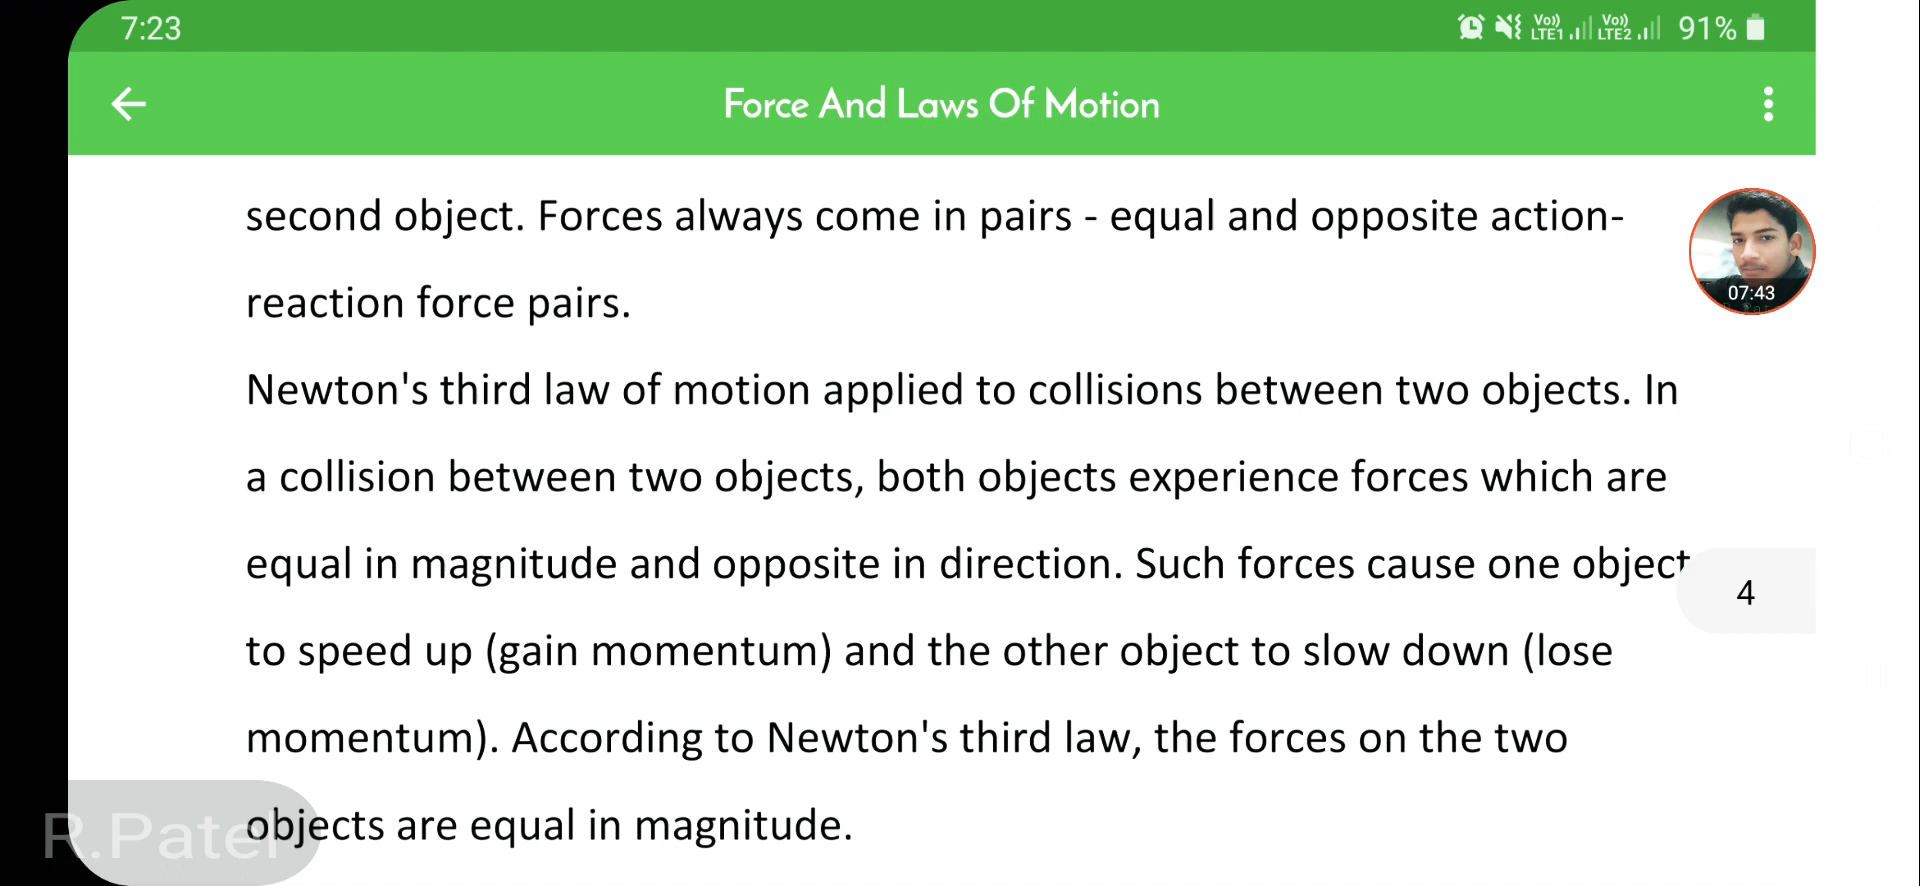 7:23
Vo)) LTE1 Vo)) LTE2 91%
Force And Laws Of Motion
second object. Forces always come in pairs - equal and opposite action-
07:43
reaction force pairs.
Newton's third law of motion applied to collisions between two objects. In
a collision between two objects, both objects experience forces which are
equal in magnitude and opposite in direction. Such forces cause one object
4
to speed up (gain momentum) and the other object to slow down (lose
momentum). According to Newton's third law, the forces on the two
objects are equal in magnitude.
R.Patel